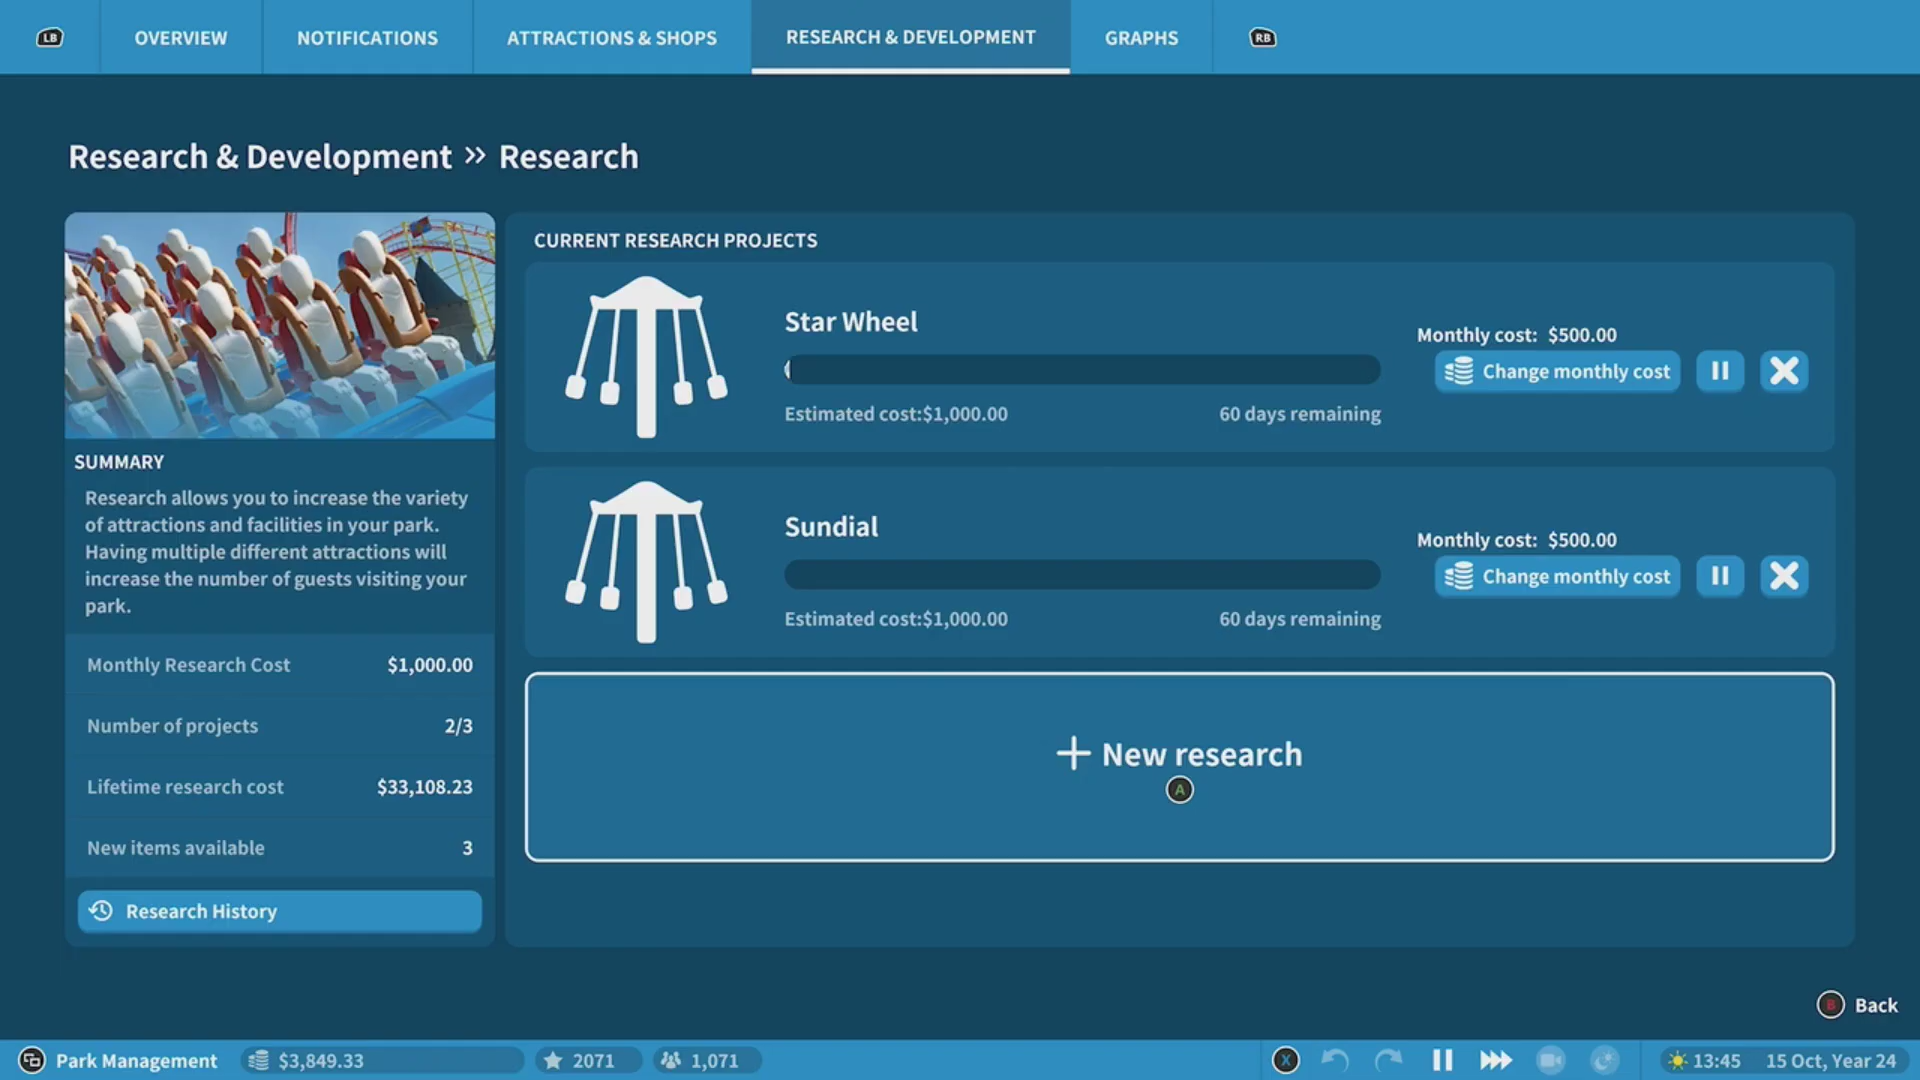 LB OVERVIEW NOTIFICATIONS ATTRACTIONS & SHOPS RESEARCH & DEVELOPMENT GRAPHS RB
Research & Development >> Research
SUMMARY
Research allows you to increase the variety
of attractions and facilities in your park.
Having multiple different attractions will
increase the number of guests visiting your
park.
Monthly Research Cost $1,000.00
Number of projects 2/3
Lifetime research cost $33,108.23
New items available 3
Research History
CURRENT RESEARCH PROJECTS
Star Wheel
Monthly cost: $500.00
Change monthly cost
Estimated cost:$1,000.00 60 days remaining
Sundial
Monthly cost: $500.00
Change monthly cost
Estimated cost:$1,000.00 60 days remaining
+ New research
A
B Back
Park Management $3,849.33 2071 1,071 X 13:45 15 Oct, Year 24